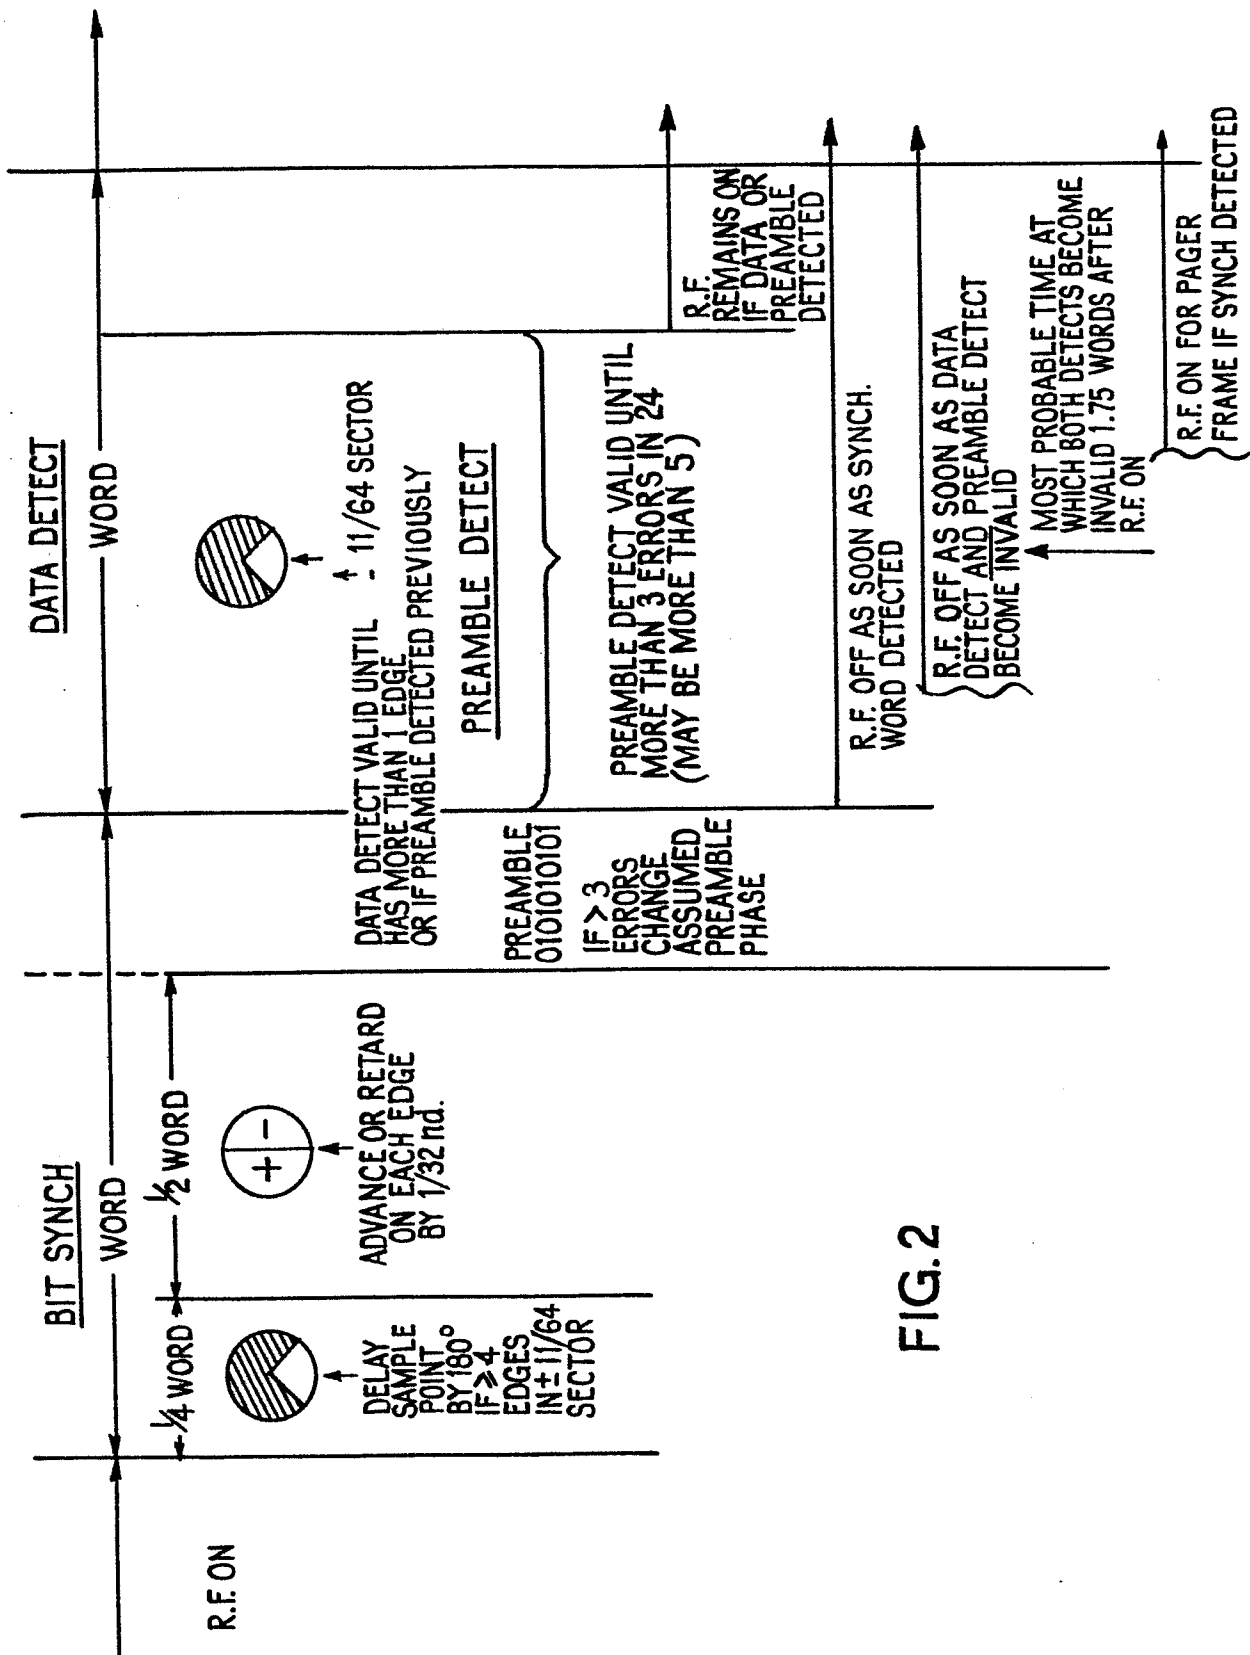 R.F. ON
BIT SYNCH
WORD
1/4 WORD
1/2 WORD
DELAY
SAMPLE
POINT
BY 180°
IF ⩾ 4
EDGES
IN ± 11/64
SECTOR
+ -
ADVANCE OR RETARD
ON EACH EDGE
BY 1/32 nd.
DATA DETECT
WORD
DATA DETECT VALID UNTIL ± 11/64 SECTOR
HAS MORE THAN 1 EDGE
OR IF PREAMBLE DETECTED PREVIOUSLY
PREAMBLE DETECT
PREAMBLE
0101010101
IF > 3
ERRORS
CHANGE
ASSUMED
PREAMBLE
PHASE
PREAMBLE DETECT VALID UNTIL
MORE THAN 3 ERRORS IN 24
(MAY BE MORE THAN 5)
R.F.
REMAINS ON
IF DATA OR
PREAMBLE
DETECTED
R.F. OFF AS SOON AS SYNCH.
WORD DETECTED
R.F. OFF AS SOON AS DATA
DETECT AND PREAMBLE DETECT
BECOME INVALID
MOST PROBABLE TIME AT
WHICH BOTH DETECTS BECOME
INVALID 1.75 WORDS AFTER
R.F. ON
R.F. ON FOR PAGER
FRAME IF SYNCH DETECTED
FIG. 2